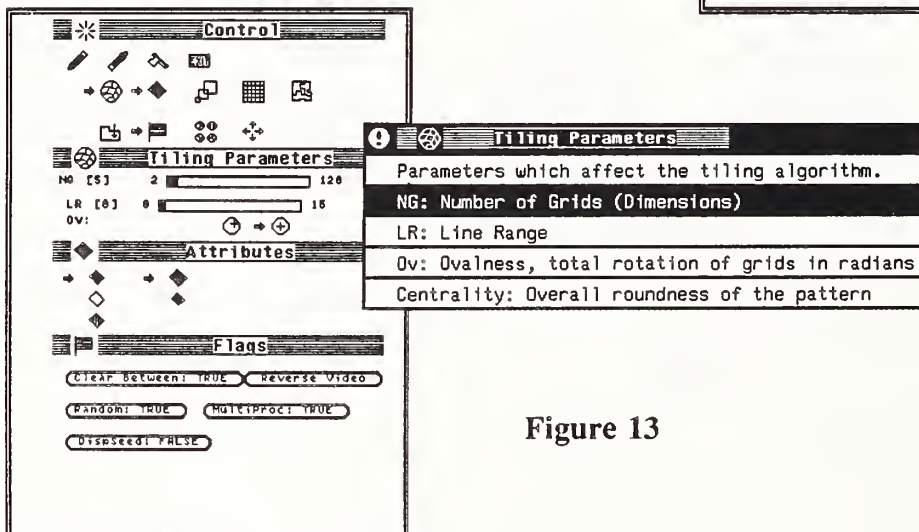 Control
Tiling Parameters
NG [5] 2 128
LR [0] 0 15
Ov:
Attributes
Flags
Clear Between: TRUE Reverse Video
Random: TRUE MultiProc: TRUE
DispSeed: FALSE
Tiling Parameters
Parameters which affect the tiling algorithm.
NG: Number of Grids (Dimensions)
LR: Line Range
Ov: Ovalness, total rotation of grids in radians
Centrality: Overall roundness of the pattern
Figure 13